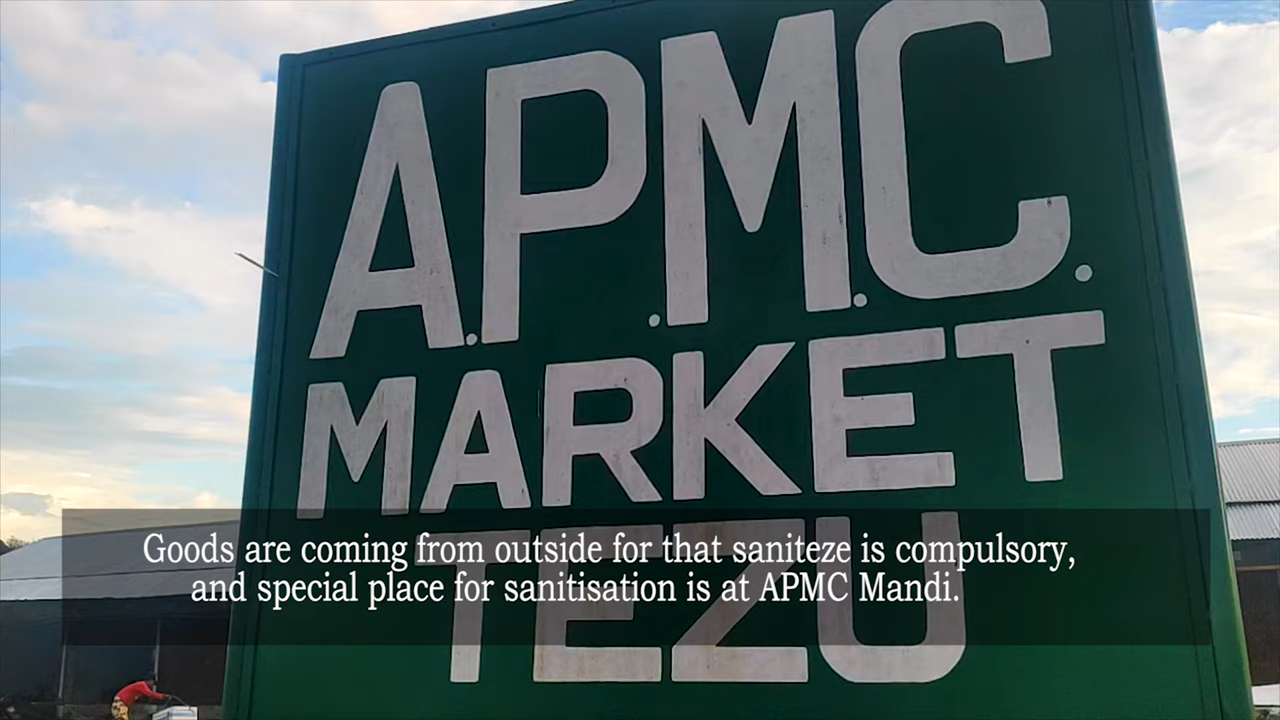 A.P.M.C.
MARKET
TEZU
Goods are coming from outside for that saniteze is compulsory,
and special place for sanitisation is at APMC Mandi.